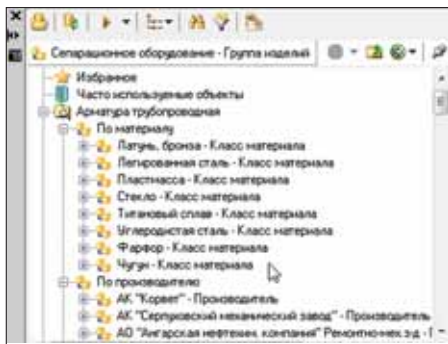 Сепарационное оборудование - Группа изделий
Избранное
Часто используемые объекты
Арматура трубопроводная
По материалу
Латунь, бронза - Класс материала
Легированная сталь - Класс материала
Пластмасса - Класс материала
Стекло - Класс материала
Титановый сплав - Класс материала
Углеродистая сталь - Класс материала
Фарфор - Класс материала
Чугун - Класс материала
По производителю
АК "Корвет" - Производитель
АК "Серпуховский механический завод" - Производитель
АО "Ангарская нефтехим. компания" Ремонтно-мех.з-д -